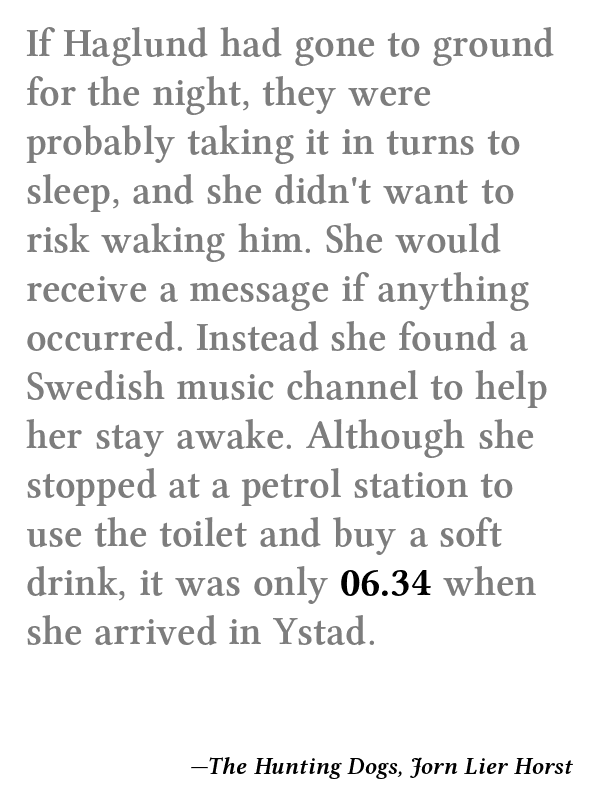 If Haglund had gone to ground
for the night, they were
probably taking it in turns to
sleep, and she didn't want to
risk waking him. She would
receive a message if anything
occurred. Instead she found a
Swedish music channel to help
her stay awake. Although she
stopped at a petrol station to
use the toilet and buy a soft
drink, it was only 06.34 when
she arrived in Ystad.
—The Hunting Dogs, Jorn Lier Horst